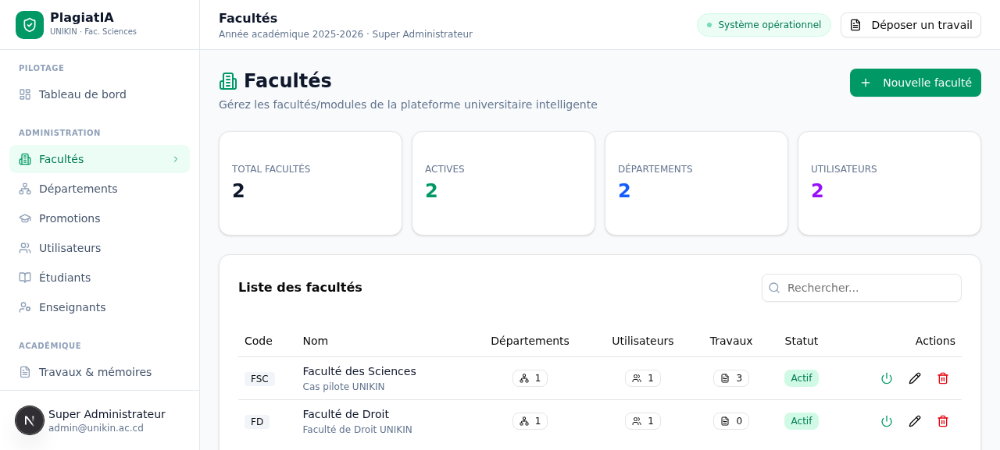 PlagiatIA
UNIKIN · Fac. Sciences
PILOTAGE
Tableau de bord
ADMINISTRATION
Facultés
Départements
Promotions
Utilisateurs
Étudiants
Enseignants
ACADÉMIQUE
Travaux & mémoires
N
Super Administrateur
admin@unikin.ac.cd
Facultés
Année académique 2025-2026 · Super Administrateur
Système opérationnel
Déposer un travail
Facultés
Gérez les facultés/modules de la plateforme universitaire intelligente
Nouvelle faculté
TOTAL FACULTÉS
2
ACTIVES
2
DÉPARTEMENTS
2
UTILISATEURS
2
Liste des facultés
Rechercher...
Code Nom Départements Utilisateurs Travaux Statut Actions
FSC Faculté des Sciences 1 1 3 Actif
Cas pilote UNIKIN
FD Faculté de Droit 1 1 0 Actif
Faculté de Droit UNIKIN